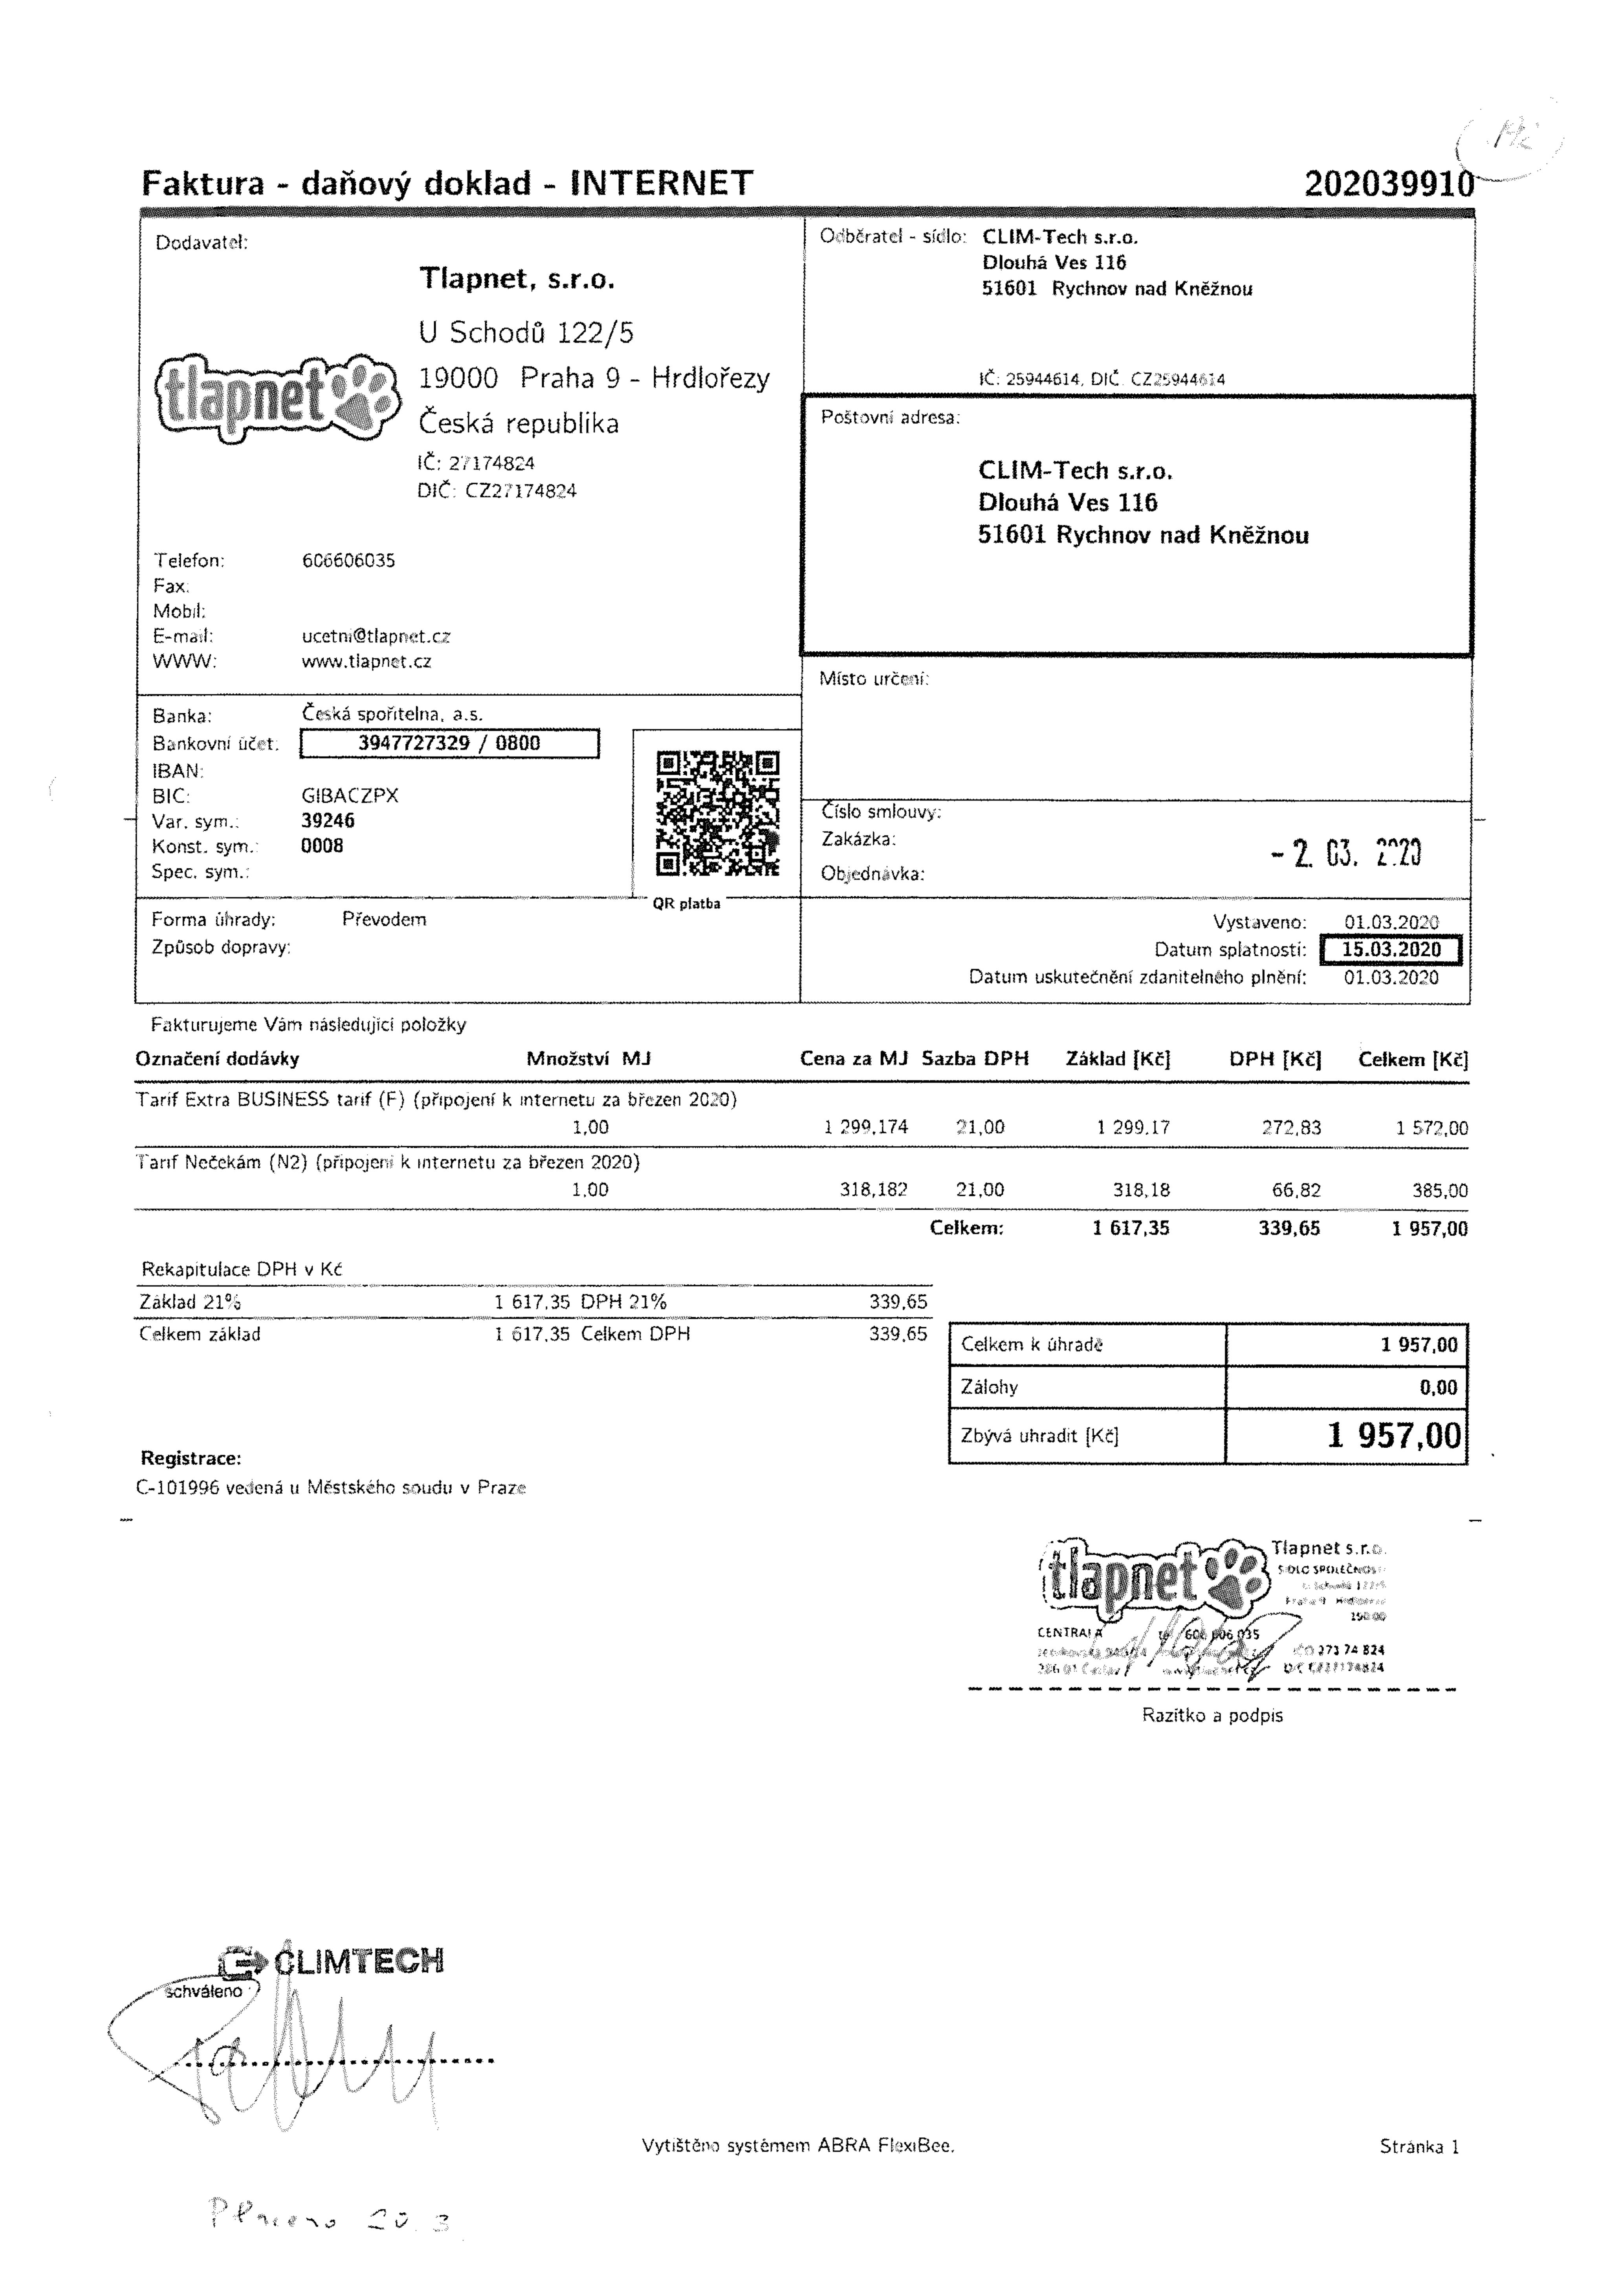 Faktura - daňový doklad - INTERNET 202039910
Dodavatel:
Tlapnet, s.r.o.
U Schodů 122/5
19000 Praha 9 - Hrdlořezy
Česká republika
IČ: 27174824
DIČ: CZ27174824
tlapnet
Telefon: 606606035
Fax:
Mobil:
E-mail: ucetni@tlapnet.cz
WWW: www.tlapnet.cz
Odběratel - sídlo: CLIM-Tech s.r.o.
Dlouhá Ves 116
51601 Rychnov nad Kněžnou
IČ: 25944614, DIČ: CZ25944614
Poštovní adresa:
CLIM-Tech s.r.o.
Dlouhá Ves 116
51601 Rychnov nad Kněžnou
Místo určení:
Banka: Česká spořitelna, a.s.
Bankovní účet: 3947727329 / 0800
IBAN:
BIC: GIBACZPX
Var. sym.: 39246
Konst. sym.: 0008
Spec. sym.:
QR platba
Číslo smlouvy:
Zakázka:
Objednávka:
- 2. 03. 2020
Forma úhrady: Převodem
Způsob dopravy:
Vystaveno: 01.03.2020
Datum splatnosti: 15.03.2020
Datum uskutečnění zdanitelného plnění: 01.03.2020
Fakturujeme Vám následující položky
Označení dodávky Množství MJ Cena za MJ Sazba DPH Základ [Kč] DPH [Kč] Celkem [Kč]
Tarif Extra BUSINESS tarif (F) (připojení k internetu za březen 2020)
1,00 1 299,174 21,00 1 299,17 272,83 1 572,00
Tarif Nečekám (N2) (připojení k internetu za březen 2020)
1,00 318,182 21,00 318,18 66,82 385,00
Celkem: 1 617,35 339,65 1 957,00
Rekapitulace DPH v Kč
Základ 21% 1 617,35 DPH 21% 339,65
Celkem základ 1 617,35 Celkem DPH 339,65
Celkem k úhradě 1 957,00
Zálohy 0,00
Zbývá uhradit [Kč] 1 957,00
Registrace:
C-101996 vedená u Městského soudu v Praze
tlapnet
Tlapnet s.r.o.
SÍDLO SPOLEČNOSTI
U Schodů 122/5
Praha 9 Hrdlořezy
190 00
CENTRALA tel 606 606 035
286 01 Čáslav
Razítko a podpis
CLIMTECH
schváleno
Vytištěno systémem ABRA FlexiBee. Stránka 1
Placeno 20.3